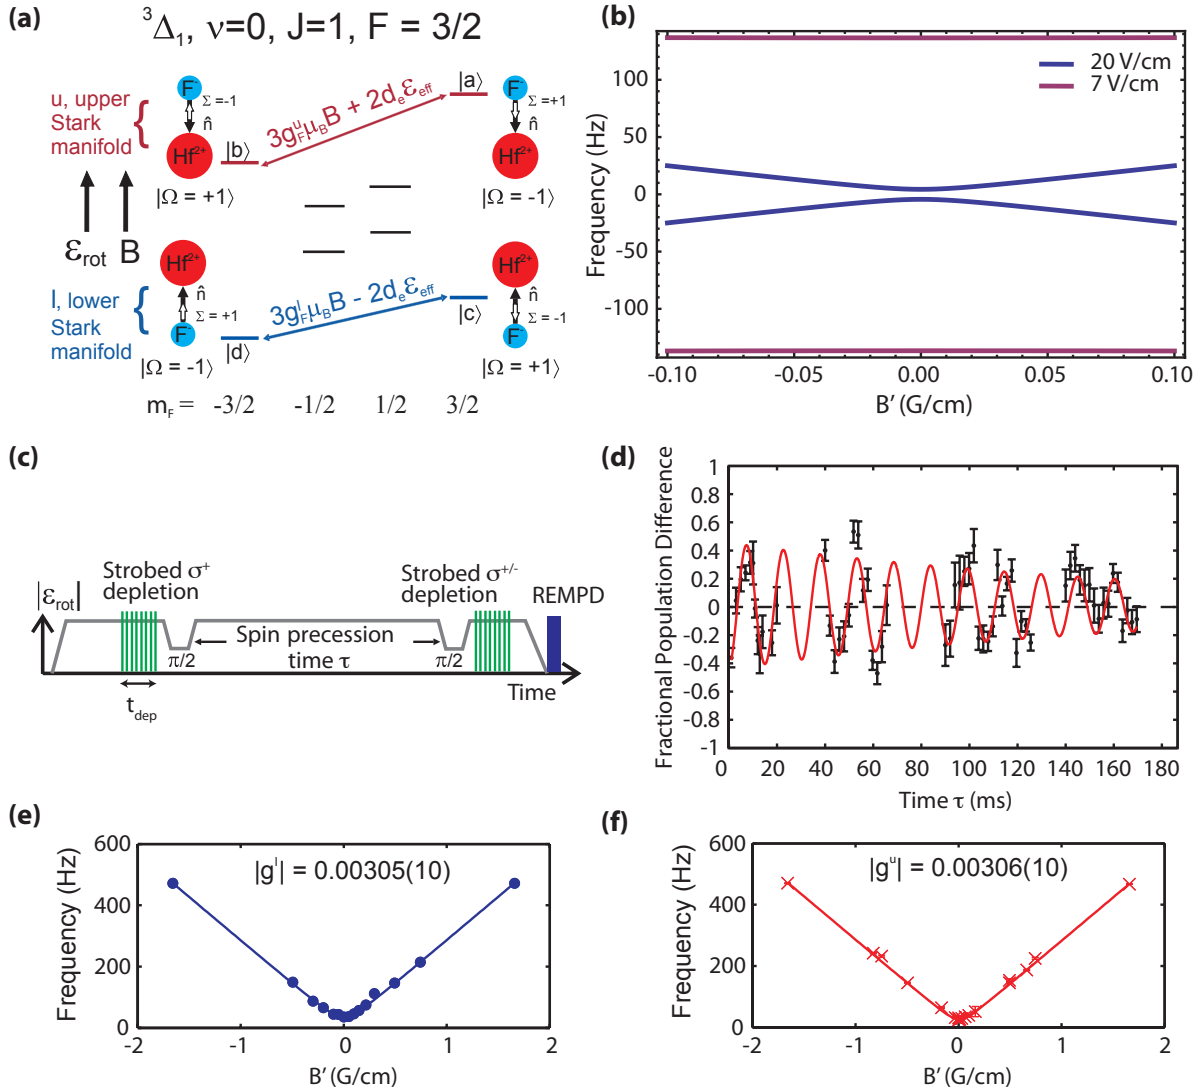 (a)
³Δ₁, ν=0, J=1, F = 3/2
u, upper
Stark
manifold
F⁻
Σ=-1
n̂
Hf²⁺
|b⟩
|Ω = +1⟩
3g_F^u μ_B B + 2d_e ε_eff
|a⟩
F⁻
Σ=+1
n̂
Hf²⁺
|Ω = -1⟩
ε_rot B
l, lower
Stark
manifold
Hf²⁺
n̂
Σ=+1
F⁻
|Ω = -1⟩
|d⟩
3g_F^l μ_B B - 2d_e ε_eff
|c⟩
Hf²⁺
n̂
Σ=-1
F⁻
|Ω = +1⟩
m_F = -3/2 -1/2 1/2 3/2
(b)
20 V/cm
7 V/cm
Frequency (Hz)
100
50
0
-50
-100
-0.10 -0.05 0.00 0.05 0.10
B' (G/cm)
(c)
|ε_rot|
Strobed σ⁺
depletion
Strobed σ^{+/-}
depletion
REMPD
π/2
Spin precession
time τ
π/2
Time
t_dep
(d)
Fractional Population Difference
1
0.8
0.6
0.4
0.2
0
-0.2
-0.4
-0.6
-0.8
-1
0 20 40 60 80 100 120 140 160 180
Time τ (ms)
(e)
|g^l| = 0.00305(10)
Frequency (Hz)
600
400
200
0
-2 -1 0 1 2
B' (G/cm)
(f)
|g^u| = 0.00306(10)
Frequency (Hz)
600
400
200
0
-2 -1 0 1 2
B' (G/cm)